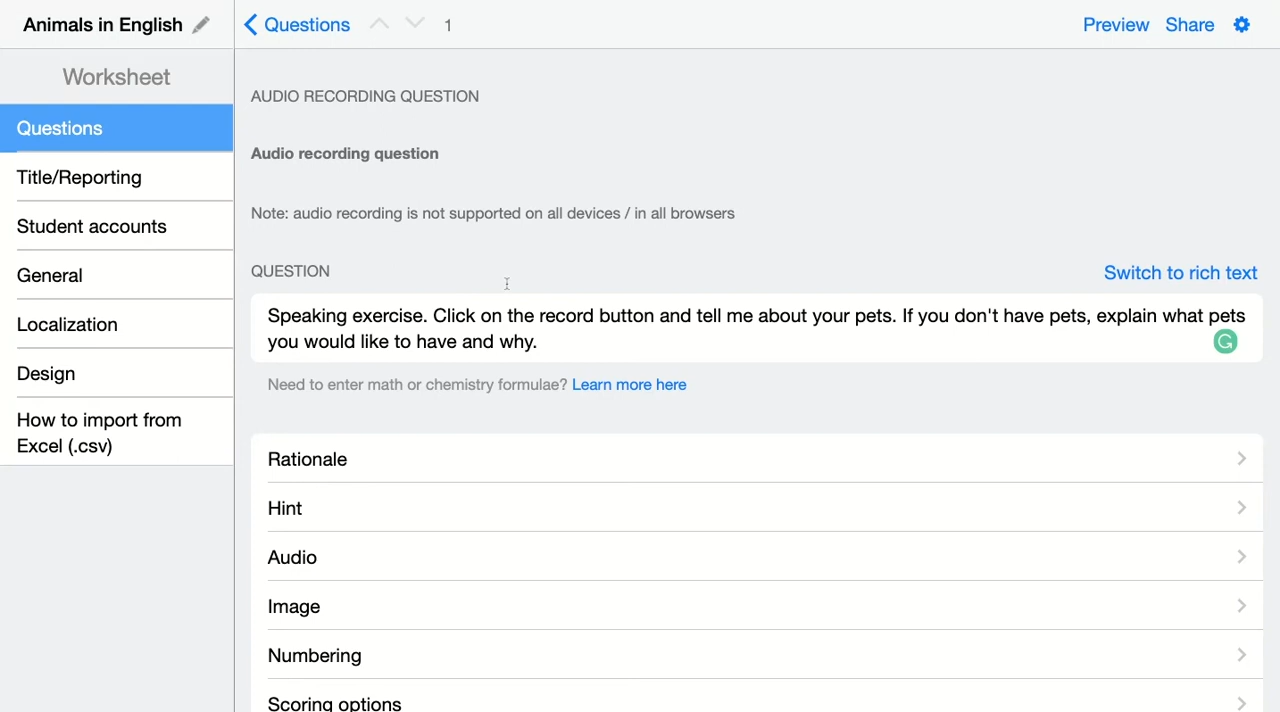 Animals in English
Questions
1
Preview
Share
Worksheet
Questions
Title/Reporting
Student accounts
General
Localization
Design
How to import from
Excel (.csv)
AUDIO RECORDING QUESTION
Audio recording question
Note: audio recording is not supported on all devices / in all browsers
QUESTION
Switch to rich text
Speaking exercise. Click on the record button and tell me about your pets. If you don't have pets, explain what pets
you would like to have and why.
Need to enter math or chemistry formulae? Learn more here
Rationale
Hint
Audio
Image
Numbering
Scoring options